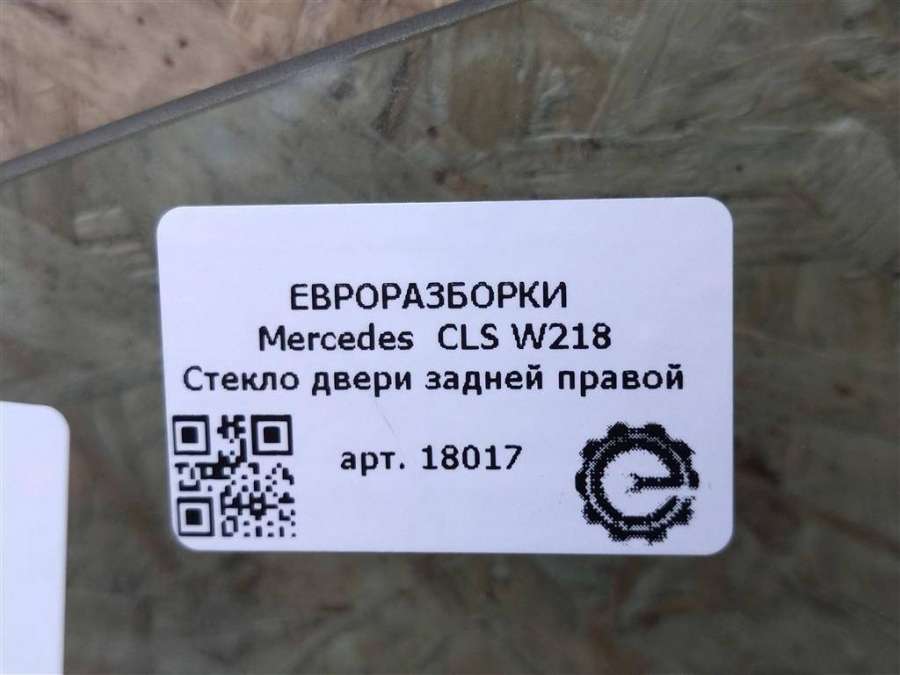 ЕВРОРАЗБОРКИ
Mercedes CLS W218
Стекло двери задней правой
арт. 18017